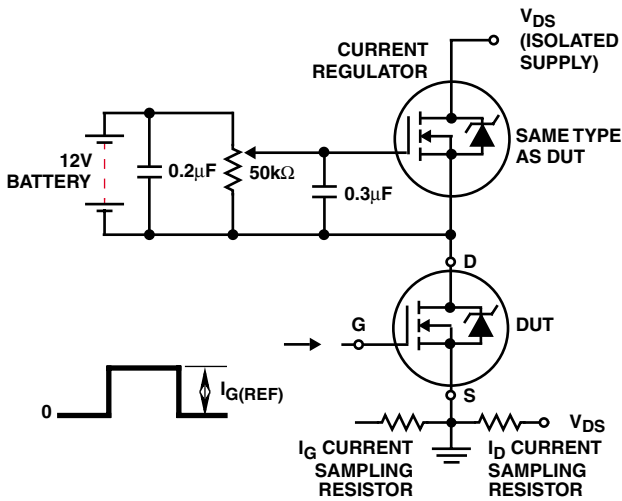 V_DS
(ISOLATED
SUPPLY)
CURRENT
REGULATOR
SAME TYPE
AS DUT
12V
BATTERY
0.2μF
50kΩ
0.3μF
D
G
DUT
I_G(REF)
0
S
V_DS
I_G CURRENT
SAMPLING
RESISTOR
I_D CURRENT
SAMPLING
RESISTOR